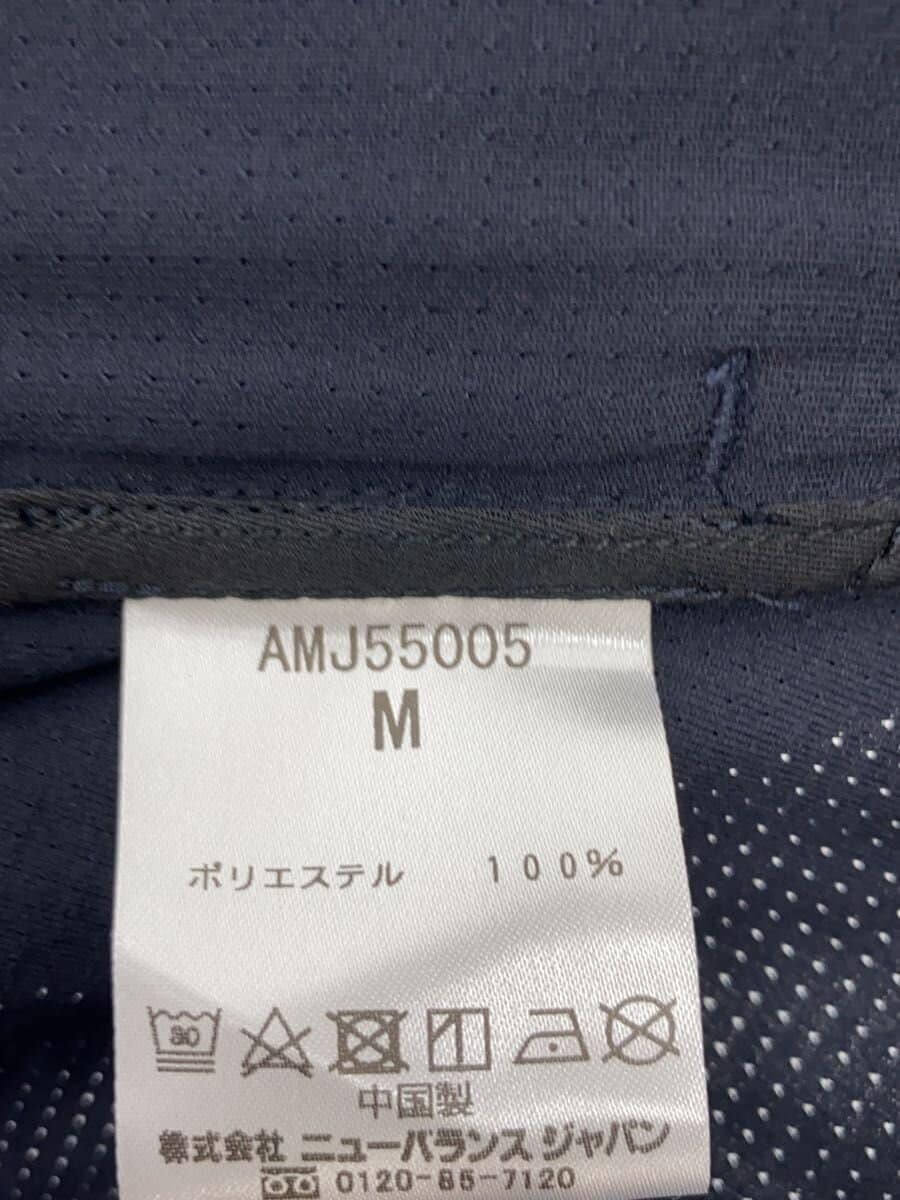 AMJ55005
M
ポリエステル 100%
30
中国製
株式会社 ニューバランス ジャパン
0120-85-7120